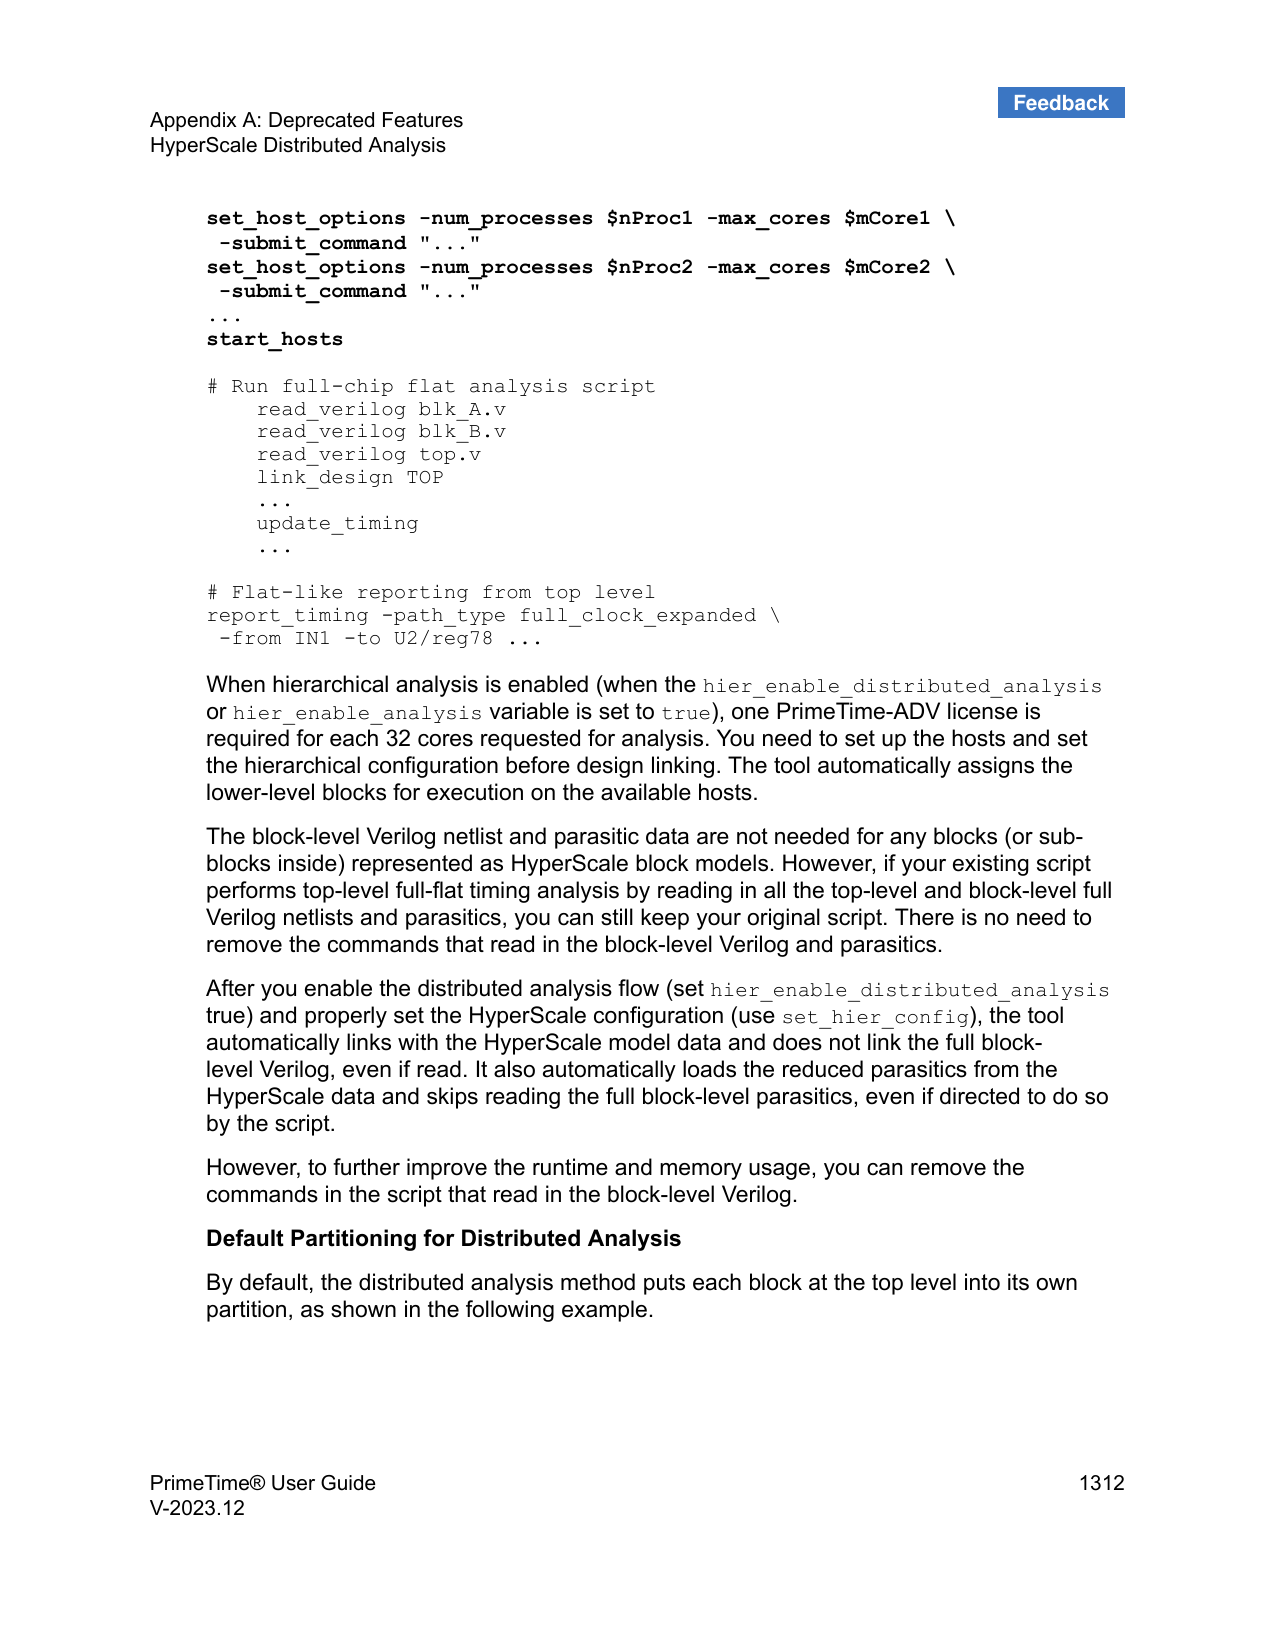 Feedback
Appendix A: Deprecated Features
HyperScale Distributed Analysis
set_host_options -num_processes $nProc1 -max_cores $mCore1 \
 -submit_command "..."
set_host_options -num_processes $nProc2 -max_cores $mCore2 \
 -submit_command "..."
...
start_hosts
# Run full-chip flat analysis script
    read_verilog blk_A.v
    read_verilog blk_B.v
    read_verilog top.v
    link_design TOP
    ...
    update_timing
    ...
# Flat-like reporting from top level
report_timing -path_type full_clock_expanded \
 -from IN1 -to U2/reg78 ...
When hierarchical analysis is enabled (when the hier_enable_distributed_analysis
or hier_enable_analysis variable is set to true), one PrimeTime-ADV license is
required for each 32 cores requested for analysis. You need to set up the hosts and set
the hierarchical configuration before design linking. The tool automatically assigns the
lower-level blocks for execution on the available hosts.
The block-level Verilog netlist and parasitic data are not needed for any blocks (or sub-
blocks inside) represented as HyperScale block models. However, if your existing script
performs top-level full-flat timing analysis by reading in all the top-level and block-level full
Verilog netlists and parasitics, you can still keep your original script. There is no need to
remove the commands that read in the block-level Verilog and parasitics.
After you enable the distributed analysis flow (set hier_enable_distributed_analysis
true) and properly set the HyperScale configuration (use set_hier_config), the tool
automatically links with the HyperScale model data and does not link the full block-
level Verilog, even if read. It also automatically loads the reduced parasitics from the
HyperScale data and skips reading the full block-level parasitics, even if directed to do so
by the script.
However, to further improve the runtime and memory usage, you can remove the
commands in the script that read in the block-level Verilog.
Default Partitioning for Distributed Analysis
By default, the distributed analysis method puts each block at the top level into its own
partition, as shown in the following example.
PrimeTime® User Guide
1312
V-2023.12